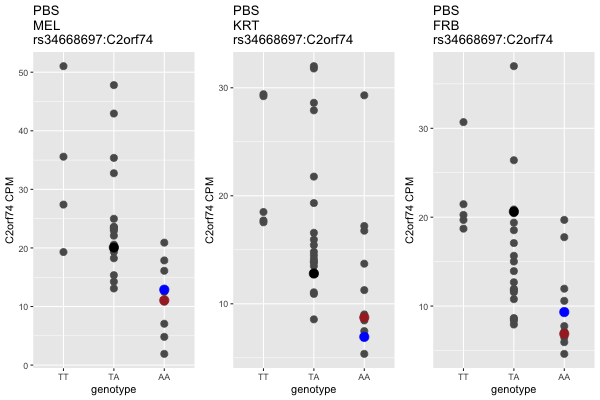 PBS
MEL
rs34668697:C2orf74
C2orf74 CPM
50
40
30
20
10
0
TT
TA
AA
genotype
PBS
KRT
rs34668697:C2orf74
C2orf74 CPM
30
20
10
TT
TA
AA
genotype
PBS
FRB
rs34668697:C2orf74
C2orf74 CPM
30
20
10
TT
TA
AA
genotype